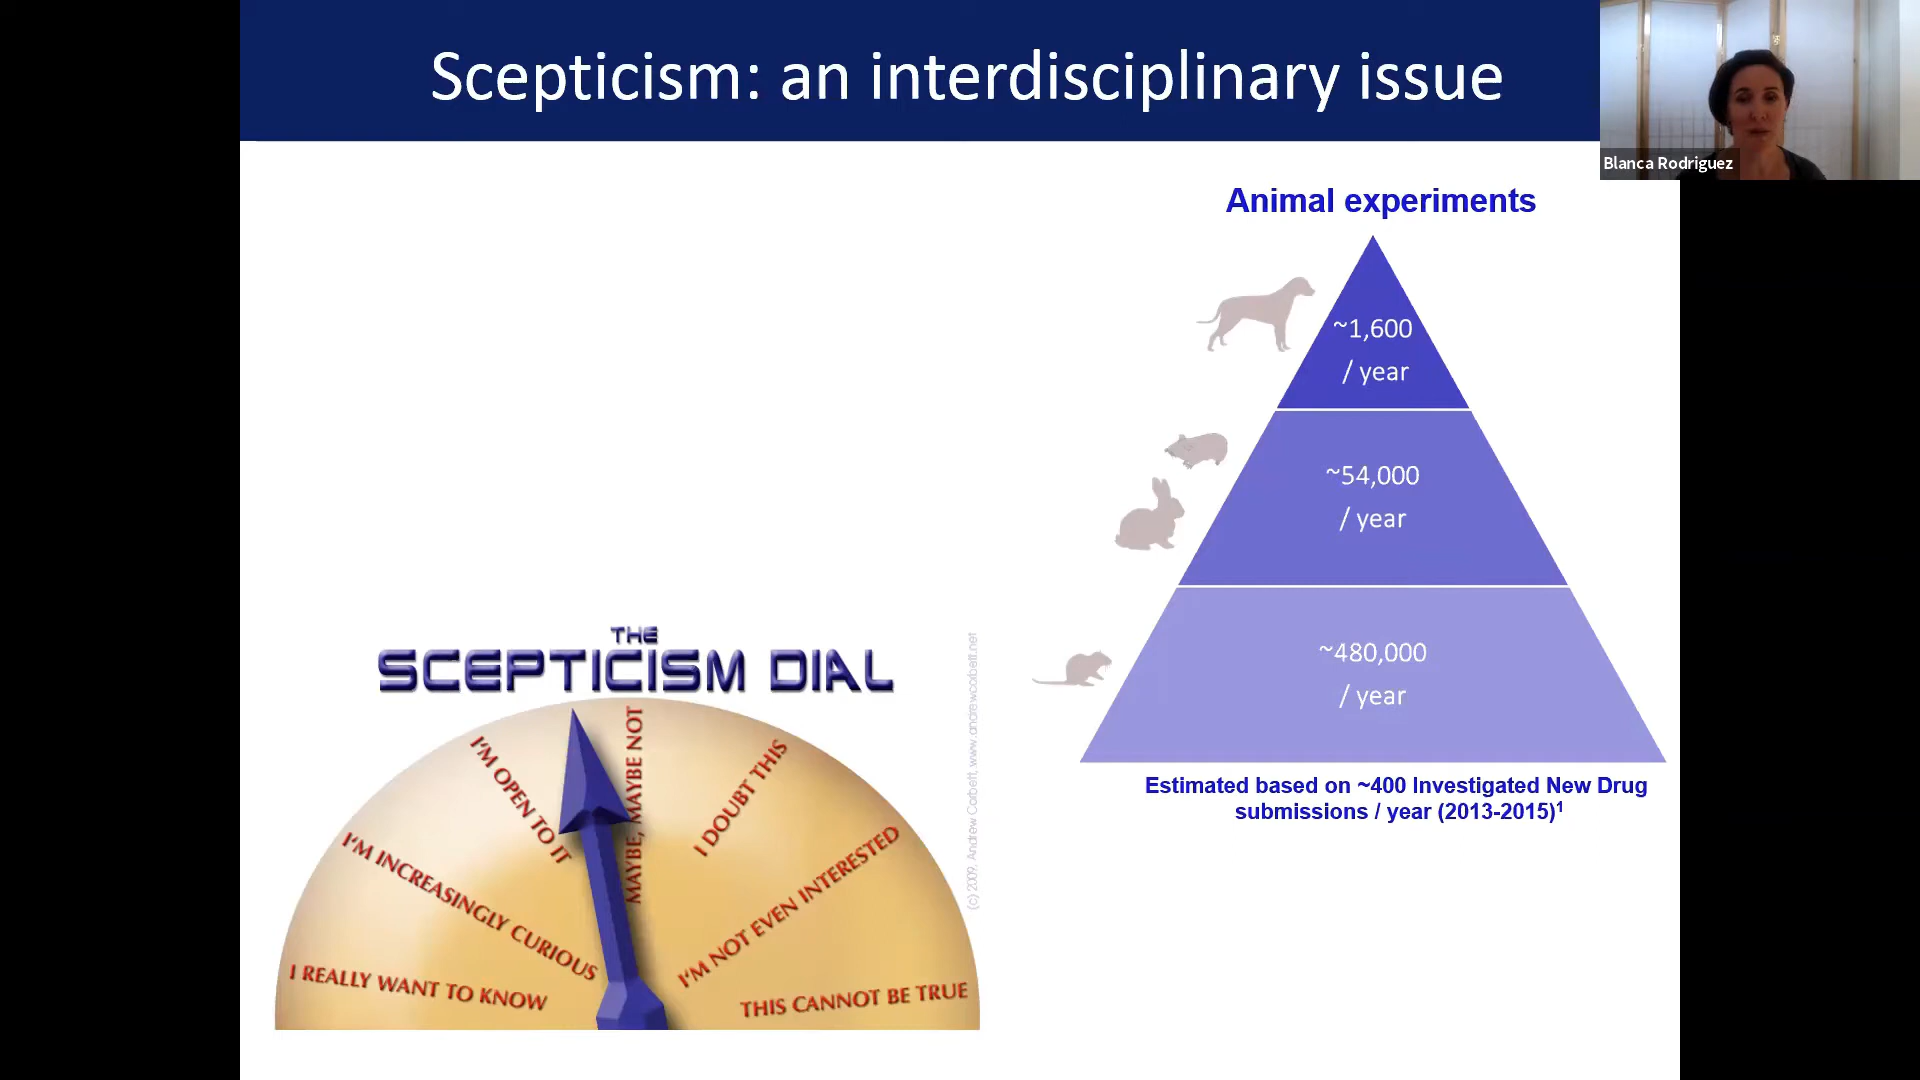 Scepticism: an interdisciplinary issue
Blanca Rodriguez
Animal experiments
~1,600
/ year
~54,000
/ year
~480,000
/ year
Estimated based on ~400 Investigated New Drug
submissions / year (2013-2015)¹
THE
SCEPTICISM DIAL
I REALLY WANT TO KNOW
I'M INCREASINGLY CURIOUS
I'M OPEN TO IT
MAYBE, MAYBE NOT
I DOUBT THIS
I'M NOT EVEN INTERESTED
THIS CANNOT BE TRUE
(c) 2009, Andrew Corbett, www.andrewcorbett.net